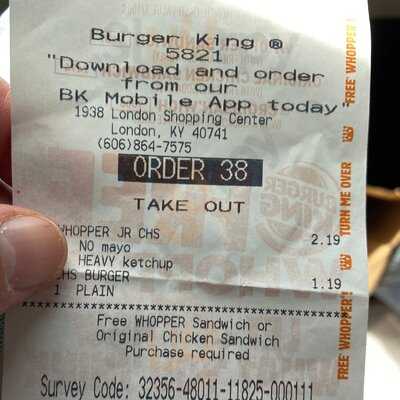 Burger King ®
5821
"Download and order
from our
BK Mobile App today"
1938 London Shopping Center
London, KY 40741
(606)864-7575
ORDER 38
TAKE OUT
WHOPPER JR CHS 2.19
NO mayo
HEAVY ketchup
CHS BURGER 1.19
1 PLAIN
Free WHOPPER Sandwich or
Original Chicken Sandwich
Purchase required
Survey Code: 32356-48011-11825-000111
FREE WHOPPER
TURN ME OVER
FREE WHOPPER
BURGER KING